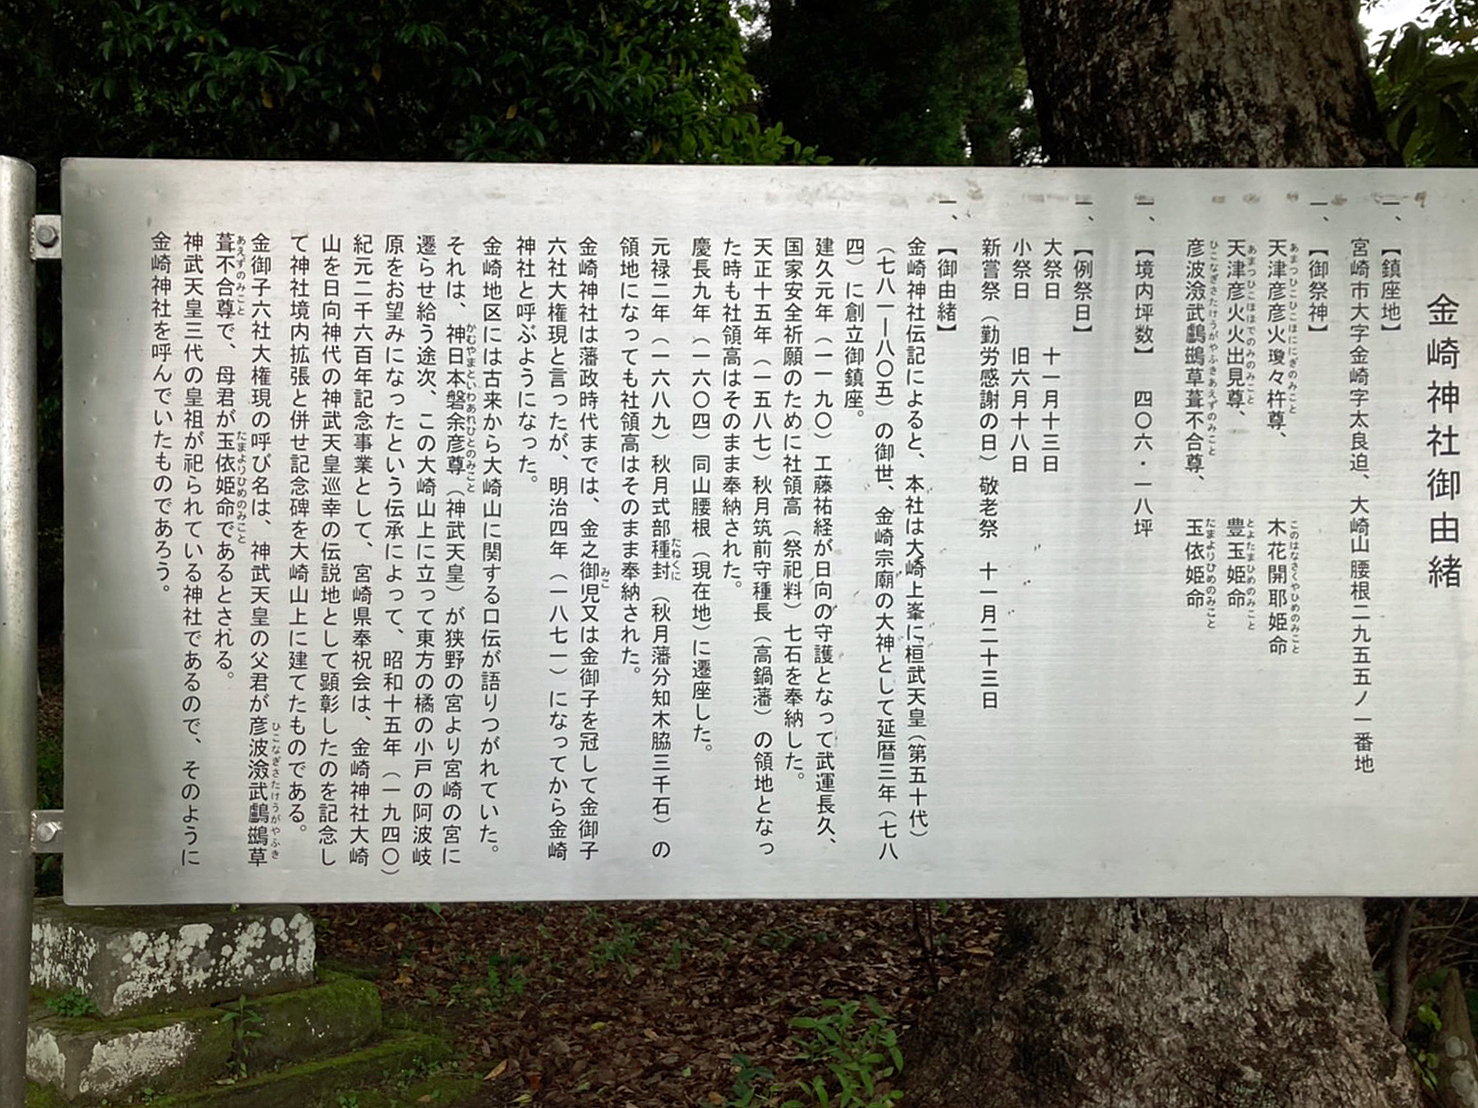 金崎神社御由緒
一、【鎮座地】
宮崎市大字金崎字太良迫、大崎山腰根二九五五ノ一番地
一、【御祭神】
天津彦彦火瓊々杵尊、 木花開耶姫命
あまつひこひこほににぎのみこと このはなさくやひめのみこと
天津彦火火出見尊、 豊玉姫命
あまつひこほほでのみのみこと とよたまひめのみこと
彦波瀲武鸕鷀草葺不合尊、 玉依姫命
ひこなぎさたけうがやふきあえずのみこと たまよりひめのみこと
一、【境内坪数】 四〇六・一八坪
一、【例祭日】
大祭日 十一月十三日
小祭日 旧六月十八日
新嘗祭（勤労感謝の日）敬老祭 十一月二十三日
一、【御由緒】
金崎神社伝記によると、本社は大崎上峯に桓武天皇（第五十代）
（七八一ー八〇五）の御世、金崎宗廟の大神として延暦三年（七八
四）に創立御鎮座。
建久元年（一一九〇）工藤祐経が日向の守護となって武運長久、
国家安全祈願のために社領高（祭祀料）七石を奉納した。
天正十五年（一五八七）秋月筑前守種長（高鍋藩）の領地となっ
た時も社領高はそのまま奉納された。
慶長九年（一六〇四）同山腰根（現在地）に遷座した。
元禄二年（一六八九）秋月式部種封（秋月藩分知木脇三千石）の
たねくに
領地になっても社領高はそのまま奉納された。
金崎神社は藩政時代までは、金之御児又は金御子を冠して金御子
みこ
六社大権現と言ったが、明治四年（一八七一）になってから金崎
神社と呼ぶようになった。
金崎地区には古来から大崎山に関する口伝が語りつがれていた。
それは、神日本磐余彦尊（神武天皇）が狭野の宮より宮崎の宮に
かむやまといわあれひとのみこと
遷らせ給う途次、この大崎山上に立って東方の橘の小戸の阿波岐
原をお望みになったという伝承によって、昭和十五年（一九四〇）
紀元二千六百年記念事業として、宮崎県奉祝会は、金崎神社大崎
山を日向神代の神武天皇巡幸の伝説地として顕彰したのを記念し
て神社境内拡張と併せ記念碑を大崎山上に建てたものである。
金御子六社大権現の呼び名は、神武天皇の父君が彦波瀲武鸕鷀草
ひこなぎさたけうがやふき
葺不合尊で、母君が玉依姫命であるとされる。
あえずのみこと たまよりひめのみこと
神武天皇三代の皇祖が祀られている神社であるので、そのように
金崎神社を呼んでいたものであろう。